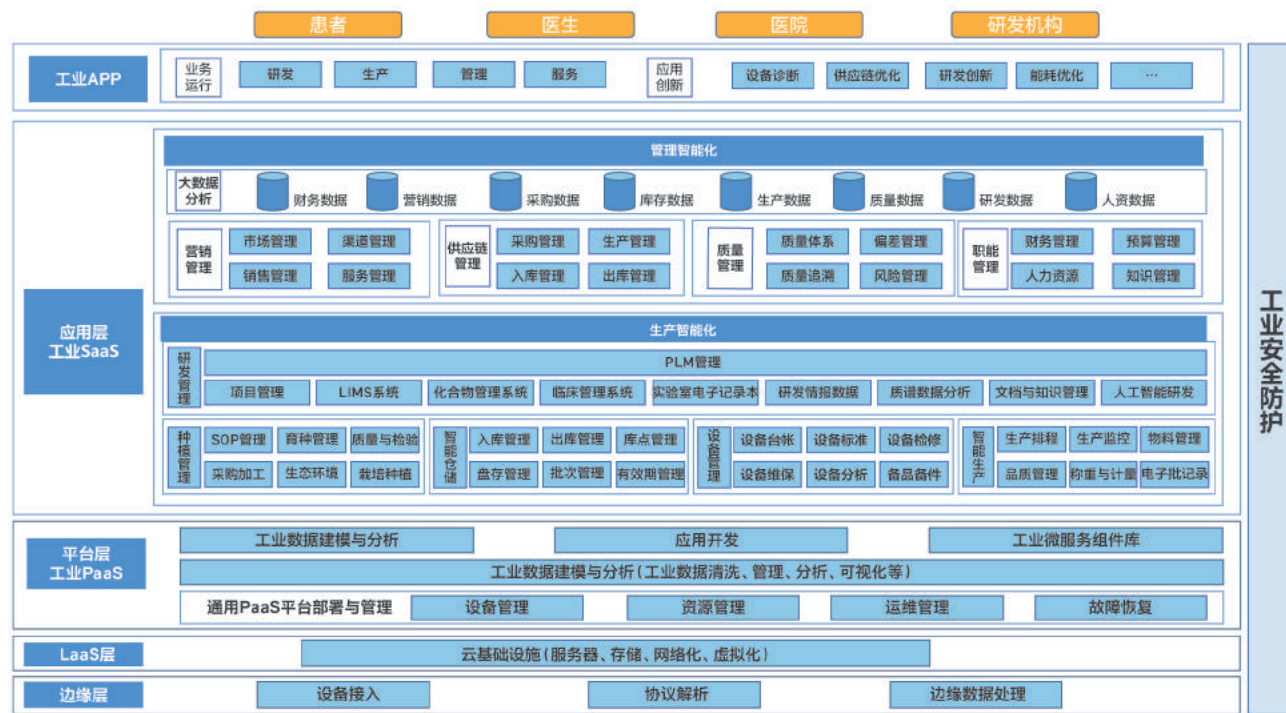 患者 医生 医院 研发机构
工业APP
业务
运行
研发 生产 管理 服务
应用
创新
设备诊断 供应链优化 研发创新 能耗优化 …
应用层
工业SaaS
管理智能化
大数据
分析
财务数据 营销数据 采购数据 库存数据 生产数据 质量数据 研发数据 人资数据
营销
管理
市场管理 渠道管理
销售管理 服务管理
供应链
管理
采购管理 生产管理
入库管理 出库管理
质量
管理
质量体系 偏差管理
质量追溯 风险管理
职能
管理
财务管理 预算管理
人力资源 知识管理
生产智能化
研发管理
PLM管理
项目管理 LIMS系统 化合物管理系统 临床管理系统 实验室电子记录本 研发情报数据 质谱数据分析 文档与知识管理 人工智能研发
种植管理
SOP管理 育种管理 质量与检验
采购加工 生态环境 栽培种植
智能仓储
入库管理 出库管理 库点管理
盘存管理 批次管理 有效期管理
设备管理
设备台帐 设备标准 设备检修
设备维保 设备分析 备品备件
智能生产
生产排程 生产监控 物料管理
品质管理 称重与计量 电子批记录
平台层
工业PaaS
工业数据建模与分析 应用开发 工业微服务组件库
工业数据建模与分析(工业数据清洗、管理、分析、可视化等)
通用PaaS平台部署与管理 设备管理 资源管理 运维管理 故障恢复
LaaS层
云基础设施(服务器、存储、网络化、虚拟化)
边缘层
设备接入 协议解析 边缘数据处理
工业安全防护